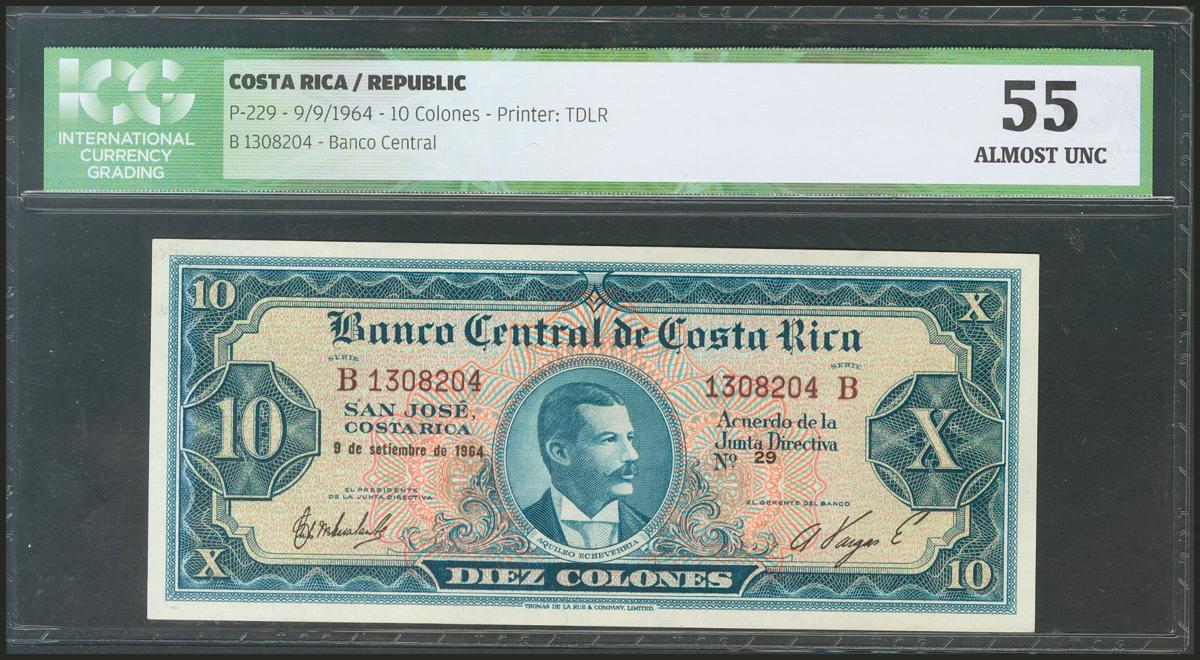 ICG
INTERNATIONAL
CURRENCY
GRADING
COSTA RICA / REPUBLIC
P-229 - 9/9/1964 - 10 Colones - Printer: TDLR
B 1308204 - Banco Central
55
ALMOST UNC
10
X
Banco Central de Costa Rica
SERIE
SERIE
B 1308204
1308204 B
SAN JOSÉ,
COSTA RICA
9 de setiembre de 1964
Acuerdo de la
Junta Directiva
Nº 29
10
X
EL PRESIDENTE
DE LA JUNTA DIRECTIVA
EL GERENTE DEL BANCO
A Vargas E
AQUILEO ECHEVERRIA
X
DIEZ COLONES
10
THOMAS DE LA RUE & COMPANY, LIMITED.